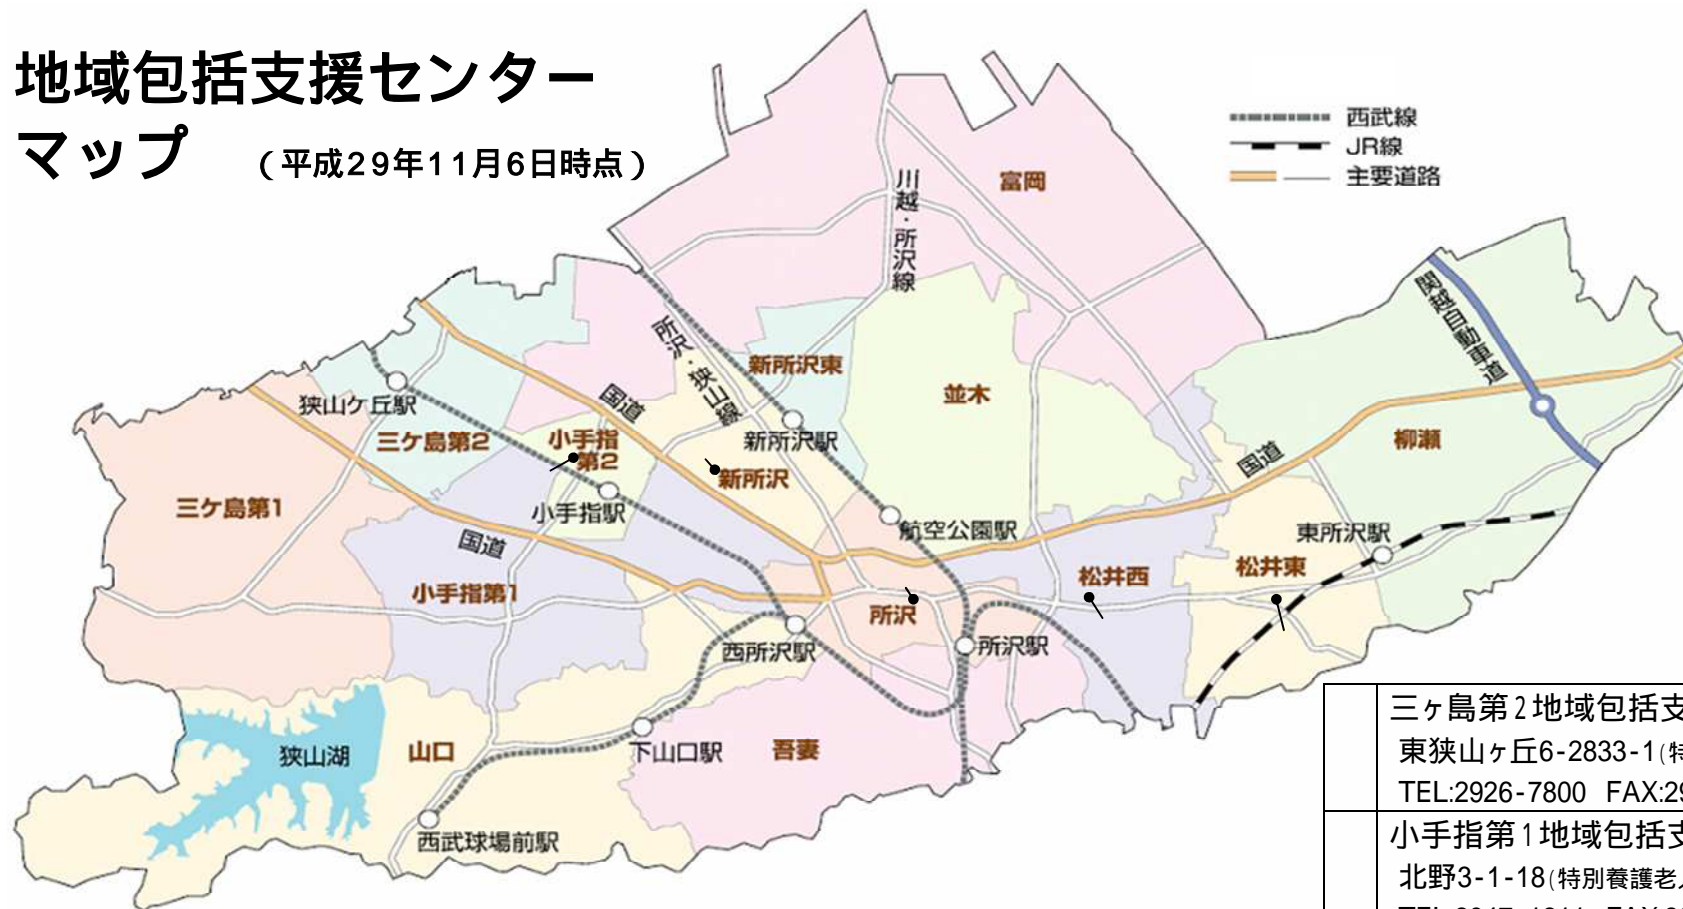 地域包括支援センター
マップ （平成29年11月6日時点）
西武線
JR線
主要道路
富岡
川越・所沢線
関越自動車道
所沢・狭山線
新所沢東
並木
国道
狭山ケ丘駅
三ケ島第2
小手指
第2
新所沢駅
新所沢
国道
柳瀬
三ケ島第1
小手指駅
航空公園駅
東所沢駅
国道
小手指第1
松井西
松井東
所沢
西所沢駅
所沢駅
狭山湖
山口
下山口駅
吾妻
西武球場前駅
三ヶ島第2地域包括支
東狭山ヶ丘6-2833-1(特
TEL:2926-7800 FAX:29
小手指第1地域包括支
北野3-1-18(特別養護老人